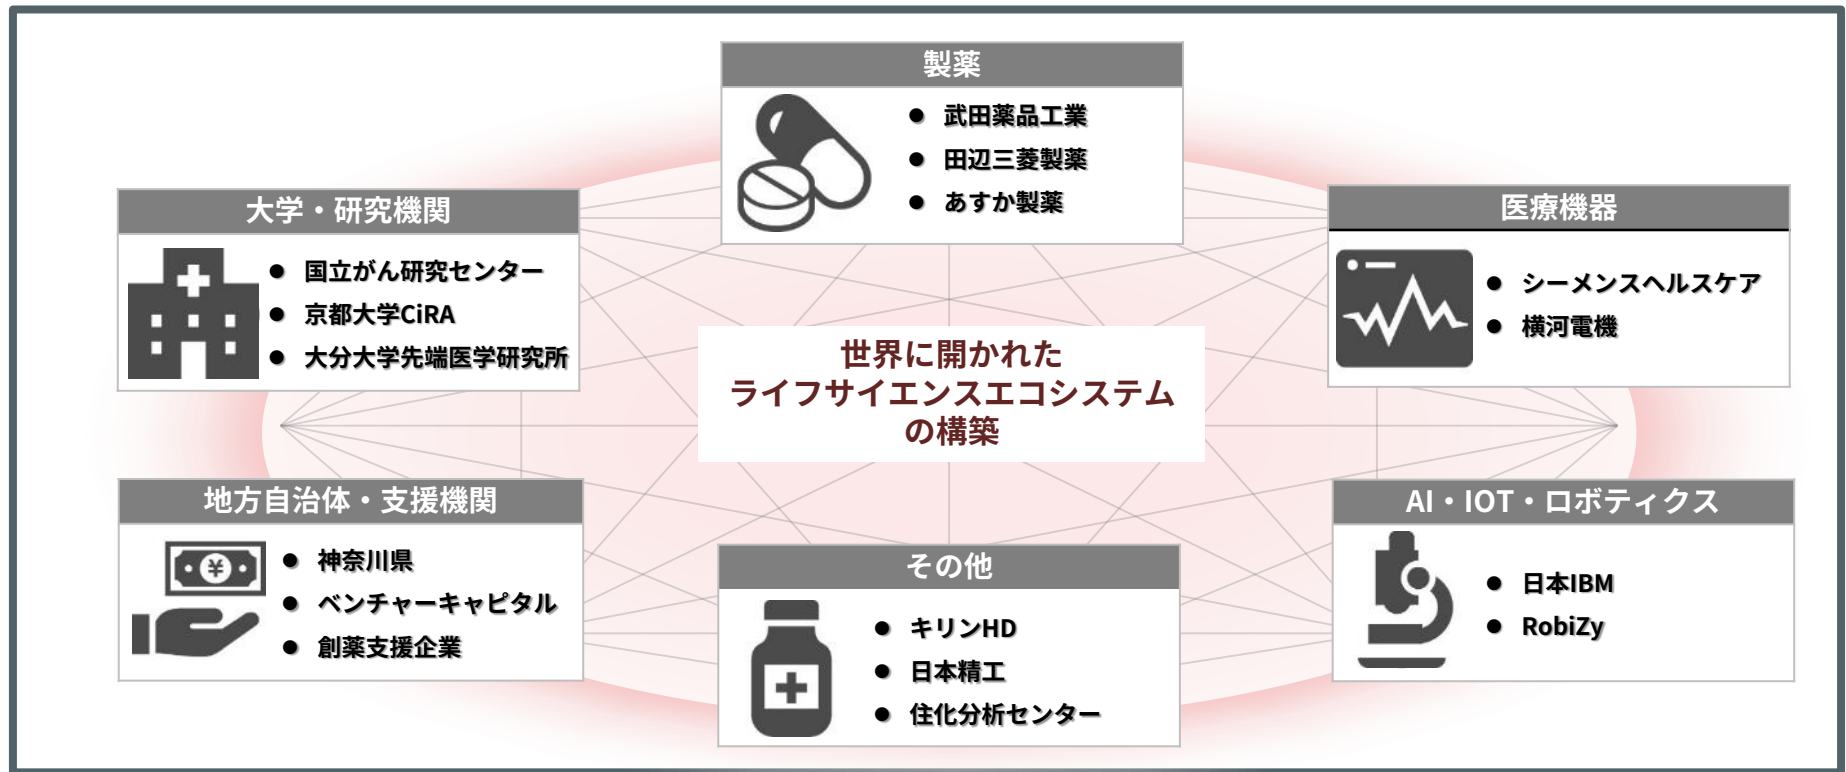 製薬
武田薬品工業
田辺三菱製薬
あすか製薬
大学・研究機関
国立がん研究センター
京都大学CiRA
大分大学先端医学研究所
医療機器
シーメンスヘルスケア
横河電機
世界に開かれた
ライフサイエンスエコシステム
の構築
地方自治体・支援機関
¥
神奈川県
ベンチャーキャピタル
創薬支援企業
その他
キリンHD
日本精工
住化分析センター
AI・IOT・ロボティクス
日本IBM
RobiZy